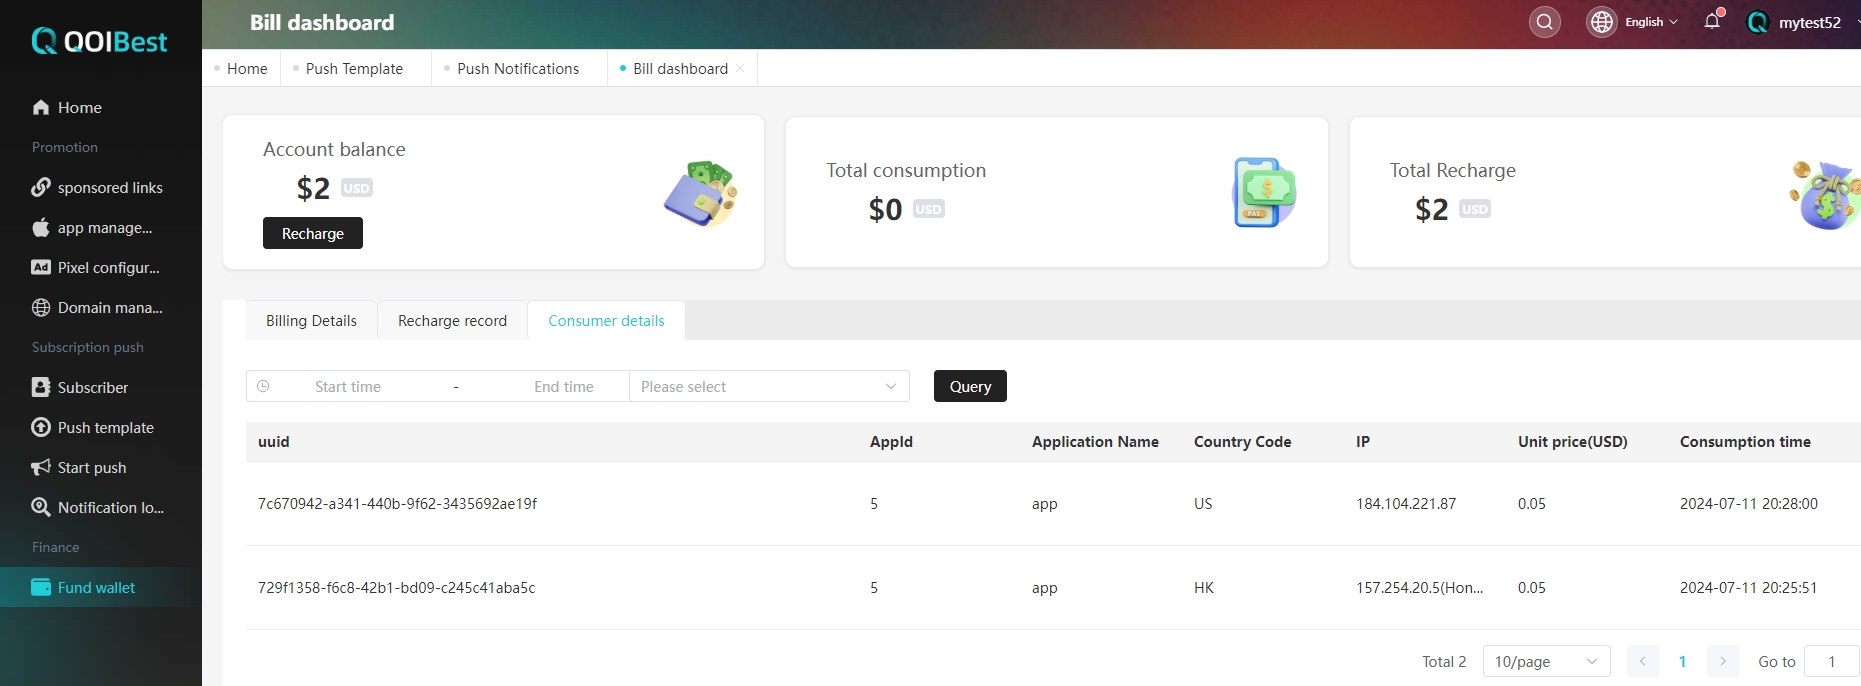 Bill dashboard
English
mytest52
QOIBest
Home
Push Template
Push Notifications
Bill dashboard
Home
Promotion
sponsored links
app manage...
Pixel configur...
Domain mana...
Subscription push
Subscriber
Push template
Start push
Notification lo...
Finance
Fund wallet
Account balance
$2 USD
Recharge
Total consumption
$0 USD
PAY
Total Recharge
$2 USD
Billing Details
Recharge record
Consumer details
Start time - End time
Please select
Query
uuid AppId Application Name Country Code IP Unit price(USD) Consumption time
7c670942-a341-440b-9f62-3435692ae19f 5 app US 184.104.221.87 0.05 2024-07-11 20:28:00
729f1358-f6c8-42b1-bd09-c245c41aba5c 5 app HK 157.254.20.5(Hon... 0.05 2024-07-11 20:25:51
Total 2 10/page 1 Go to 1